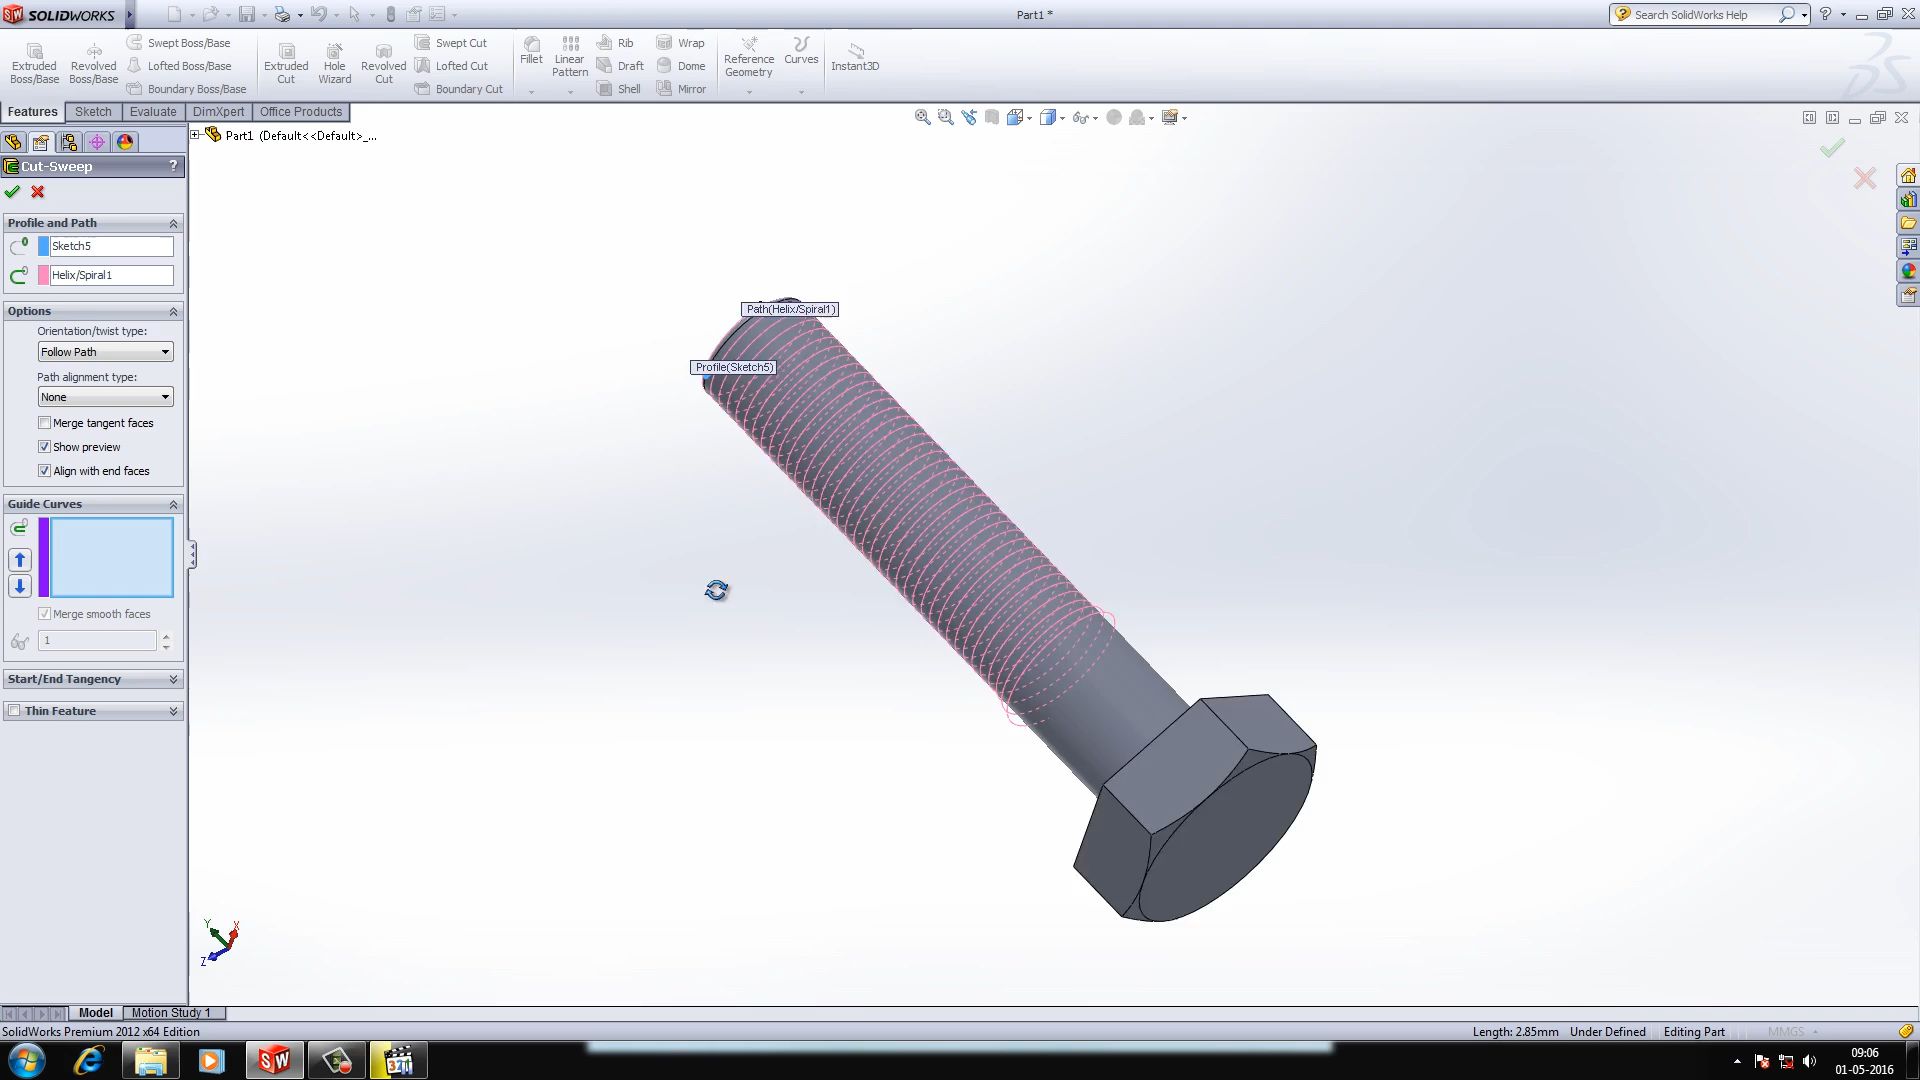 SOLIDWORKS
Part1 *
Search SolidWorks Help
Extruded Boss/Base
Revolved Boss/Base
Swept Boss/Base
Lofted Boss/Base
Boundary Boss/Base
Extruded Cut
Hole Wizard
Revolved Cut
Swept Cut
Lofted Cut
Boundary Cut
Fillet
Linear Pattern
Rib
Draft
Shell
Wrap
Dome
Mirror
Reference Geometry
Curves
Instant3D
Features
Sketch
Evaluate
DimXpert
Office Products
Part1 (Default<<Default>_...
Cut-Sweep
?
Profile and Path
Sketch5
Helix/Spiral1
Options
Orientation/twist type:
Follow Path
Path alignment type:
None
Merge tangent faces
Show preview
Align with end faces
Guide Curves
Merge smooth faces
1
Start/End Tangency
Thin Feature
Path(Helix/Spiral1)
Profile(Sketch5)
Y
X
Z
Model
Motion Study 1
SolidWorks Premium 2012 x64 Edition
Length: 2.85mm
Under Defined
Editing Part
MMGS
09:06
01-05-2016